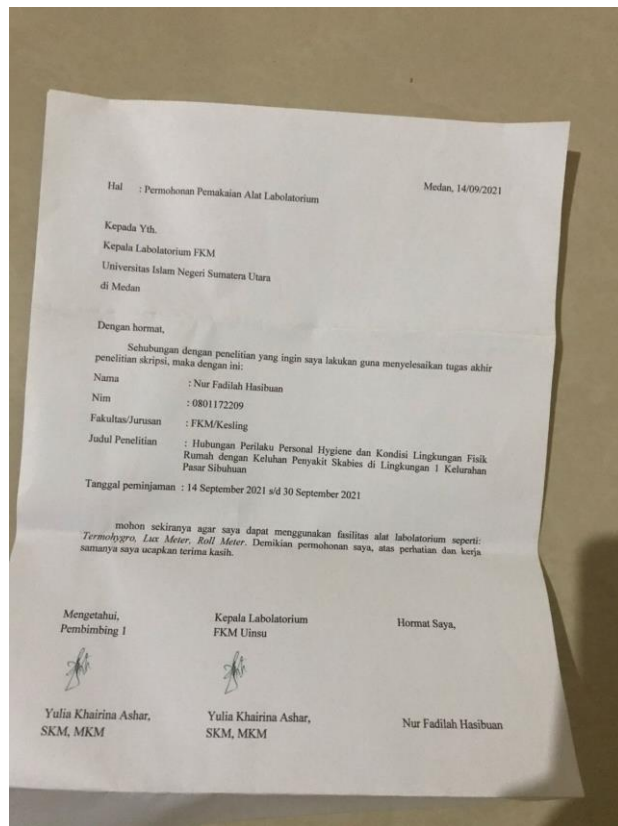 Hal : Permohonan Pemakaian Alat Labolatorium
Medan, 14/09/2021
Kepada Yth.
Kepala Labolatorium FKM
Universitas Islam Negeri Sumatera Utara
di Medan
Dengan hormat,
Sehubungan dengan penelitian yang ingin saya lakukan guna menyelesaikan tugas akhir
penelitian skripsi, maka dengan ini:
Nama : Nur Fadilah Hasibuan
Nim : 0801172209
Fakultas/Jurusan : FKM/Kesling
Judul Penelitian : Hubungan Perilaku Personal Hygiene dan Kondisi Lingkungan Fisik
Rumah dengan Keluhan Penyakit Skabies di Lingkungan 1 Kelurahan
Pasar Sibuhuan
Tanggal peminjaman : 14 September 2021 s/d 30 September 2021
mohon sekiranya agar saya dapat menggunakan fasilitas alat labolatorium seperti:
Termohygro, Lux Meter, Roll Meter. Demikian permohonan saya, atas perhatian dan kerja
samanya saya ucapkan terima kasih.
Mengetahui,
Pembimbing 1
Kepala Labolatorium
FKM Uinsu
Hormat Saya,
Yulia Khairina Ashar,
SKM, MKM
Yulia Khairina Ashar,
SKM, MKM
Nur Fadilah Hasibuan